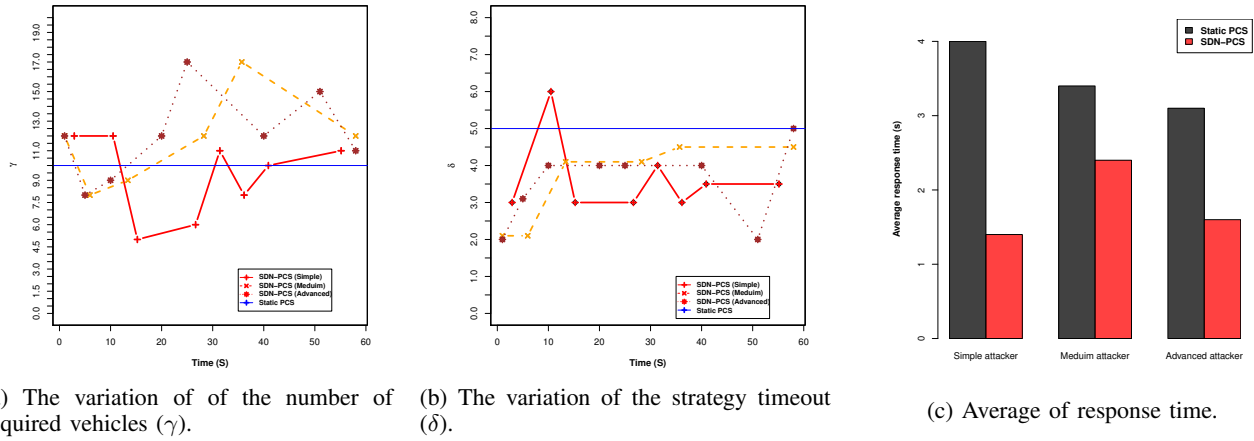 19.0
17.0
15.0
13.0
11.0
9.0
7.5
6.0
4.5
3.0
1.5
0.0
γ
SDN-PCS (Simple)
SDN-PCS (Meduim)
SDN-PCS (Advanced)
Static PCS
0 10 20 30 40 50 60
Time (S)
) The variation of of the number of
quired vehicles (γ).
8.0
7.0
6.0
5.0
4.0
3.0
2.0
1.0
0.0
δ
SDN-PCS (Simple)
SDN-PCS (Meduim)
SDN-PCS (Advanced)
Static PCS
0 10 20 30 40 50 60
Time (S)
(b) The variation of the strategy timeout
(δ).
Static PCS
SDN-PCS
4
3
2
1
0
Average response time (s)
Simple attacker Meduim attacker Advanced attacker
(c) Average of response time.